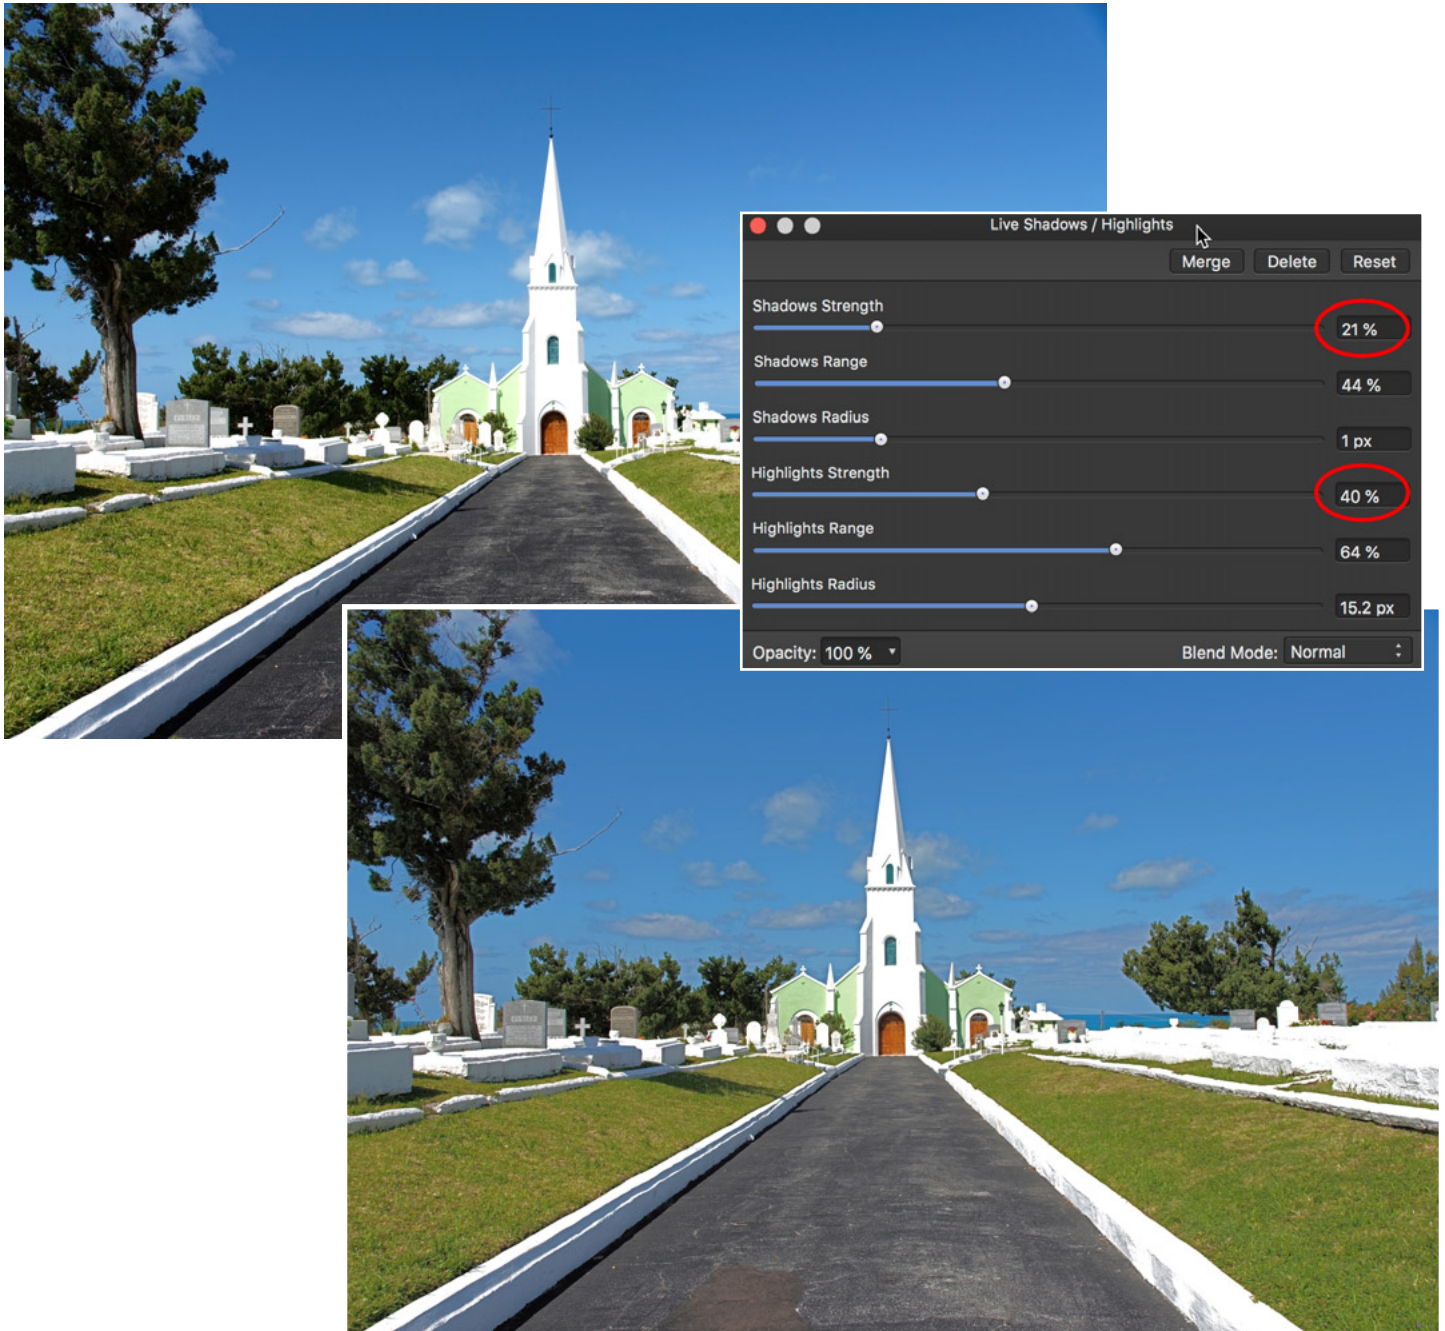 Live Shadows / Highlights
Merge Delete Reset
Shadows Strength
21 %
Shadows Range
44 %
Shadows Radius
1 px
Highlights Strength
40 %
Highlights Range
64 %
Highlights Radius
15.2 px
Opacity: 100 % Blend Mode: Normal